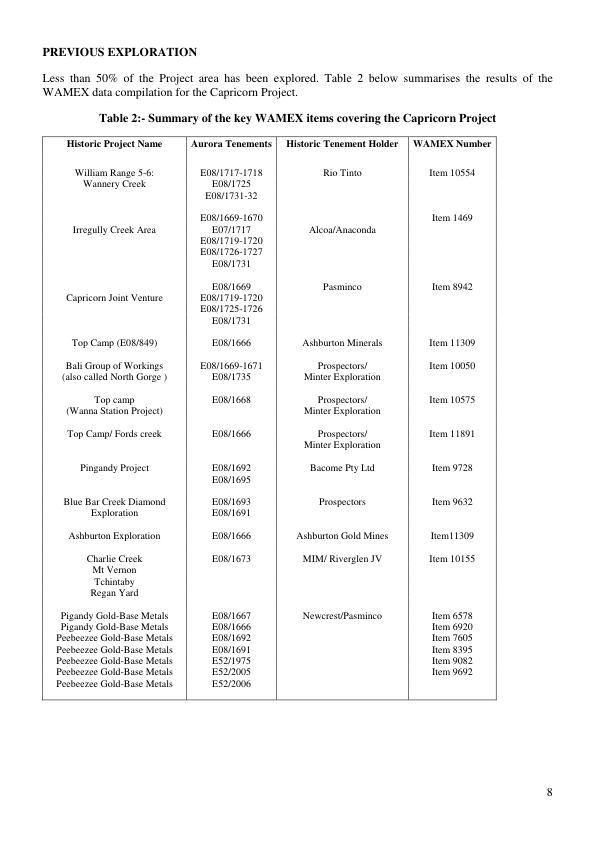 PREVIOUS EXPLORATION
Less than 50% of the Project area has been explored. Table 2 below summarises the results of the
WAMEX data compilation for the Capricorn Project.
Table 2:- Summary of the key WAMEX items covering the Capricorn Project
Historic Project Name Aurora Tenements Historic Tenement Holder WAMEX Number
William Range 5-6: E08/1717-1718 Rio Tinto Item 10554
Wannery Creek E08/1725
E08/1731-32
E08/1669-1670 Item 1469
Irregully Creek Area E07/1717 Alcoa/Anaconda
E08/1719-1720
E08/1726-1727
E08/1731
E08/1669 Pasminco Item 8942
Capricorn Joint Venture E08/1719-1720
E08/1725-1726
E08/1731
Top Camp (E08/849) E08/1666 Ashburton Minerals Item 11309
Bali Group of Workings E08/1669-1671 Prospectors/ Item 10050
(also called North Gorge ) E08/1735 Minter Exploration
Top camp E08/1668 Prospectors/ Item 10575
(Wanna Station Project) Minter Exploration
Top Camp/ Fords creek E08/1666 Prospectors/ Item 11891
Minter Exploration
Pingandy Project E08/1692 Bacome Pty Ltd Item 9728
E08/1695
Blue Bar Creek Diamond E08/1693 Prospectors Item 9632
Exploration E08/1691
Ashburton Exploration E08/1666 Ashburton Gold Mines Item11309
Charlie Creek E08/1673 MIM/ Riverglen JV Item 10155
Mt Vernon
Tchintaby
Regan Yard
Pigandy Gold-Base Metals E08/1667 Newcrest/Pasminco Item 6578
Pigandy Gold-Base Metals E08/1666 Item 6920
Peebeezee Gold-Base Metals E08/1692 Item 7605
Peebeezee Gold-Base Metals E08/1691 Item 8395
Peebeezee Gold-Base Metals E52/1975 Item 9082
Peebeezee Gold-Base Metals E52/2005 Item 9692
Peebeezee Gold-Base Metals E52/2006
8